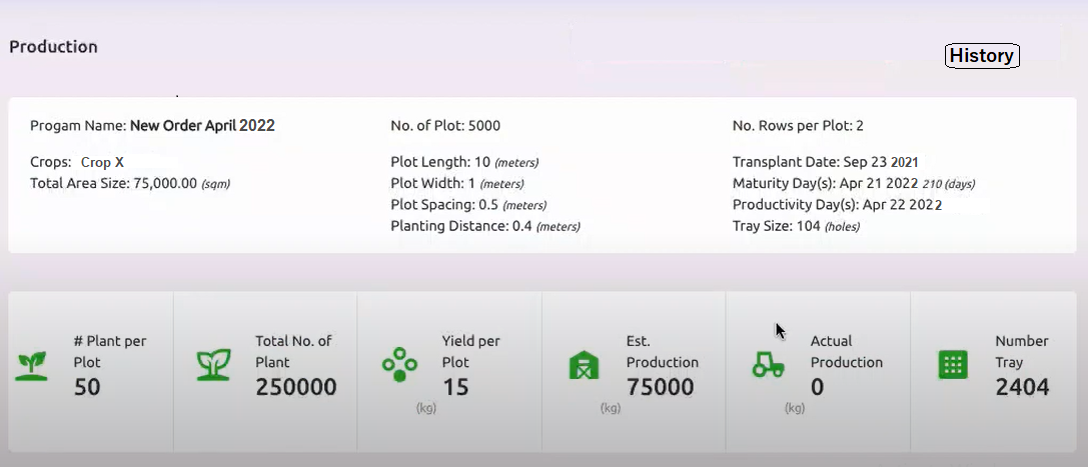 Production
History
Progam Name: New Order April 2022
No. of Plot: 5000
No. Rows per Plot: 2
Crops: Crop X
Total Area Size: 75,000.00 (sqm)
Plot Length: 10 (meters)
Plot Width: 1 (meters)
Plot Spacing: 0.5 (meters)
Planting Distance: 0.4 (meters)
Transplant Date: Sep 23 2021
Maturity Day(s): Apr 21 2022 210 (days)
Productivity Day(s): Apr 22 2022
Tray Size: 104 (holes)
# Plant per
Plot
50
Total No. of
Plant
250000
Yield per
Plot
15
(kg)
Est.
Production
75000
(kg)
Actual
Production
0
(kg)
Number
Tray
2404